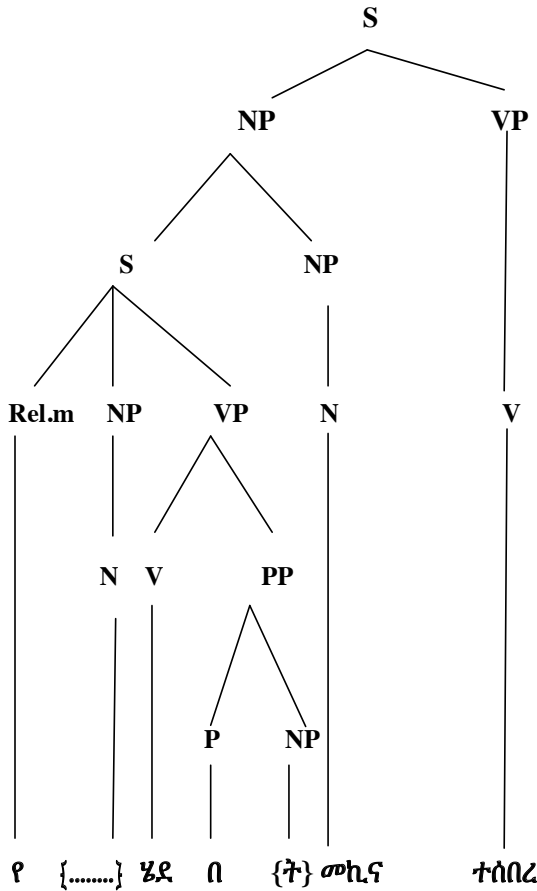 S
NP VP
S NP
Rel.m NP VP N V
N V PP
P NP
የ {........} ሄደ በ {ት} መኪና ተሰበረ